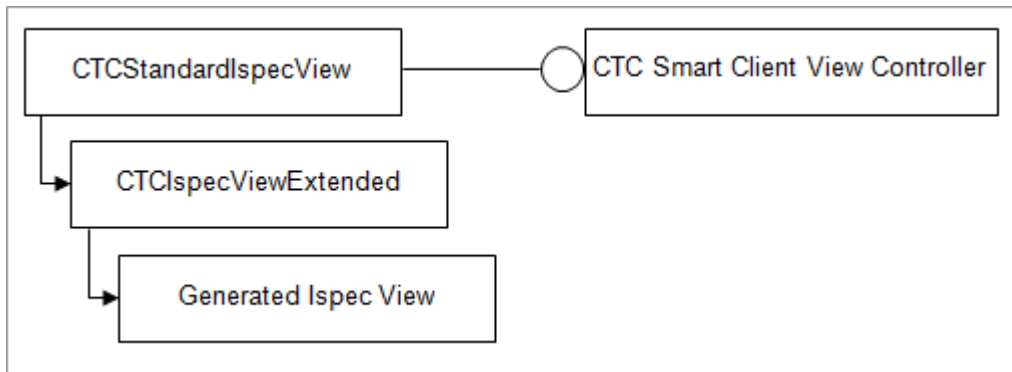 CTCStandardIspecView
CTC Smart Client View Controller
CTCIspecViewExtended
Generated Ispec View